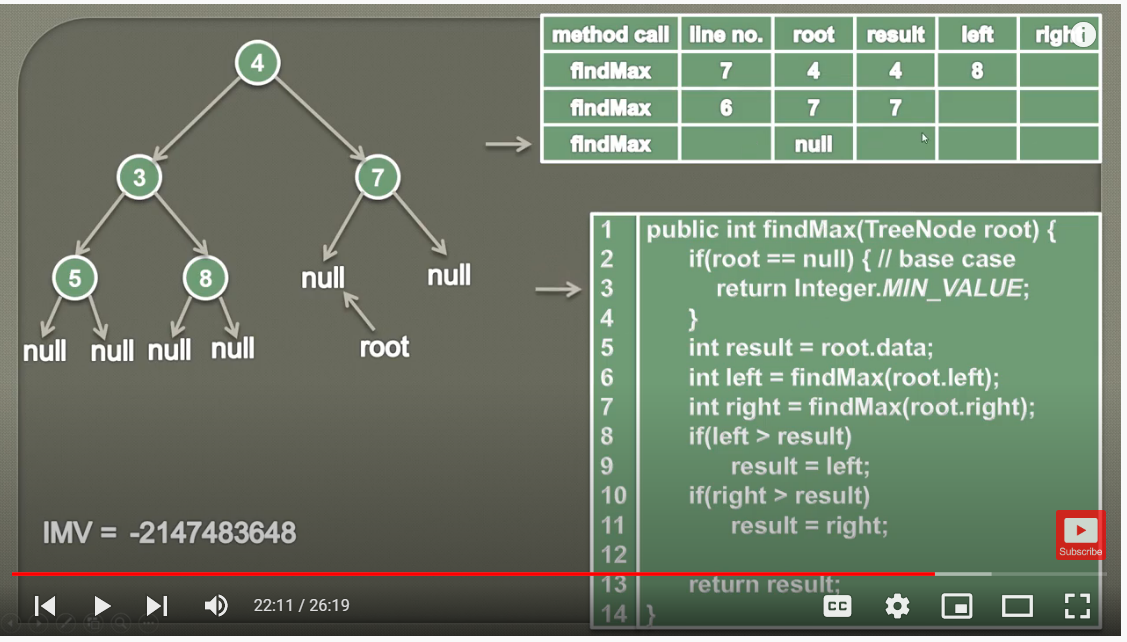 method call line no. root result left right
findMax 7 4 4 8
findMax 6 7 7
findMax null
4
3 7
5 8
null null
null null null null
root
IMV = -2147483648
1 public int findMax(TreeNode root) {
2 if(root == null) { // base case
3 return Integer.MIN_VALUE;
4 }
5 int result = root.data;
6 int left = findMax(root.left);
7 int right = findMax(root.right);
8 if(left > result)
9 result = left;
10 if(right > result)
11 result = right;
12
13 return result;
14 }
Subscribe
22:11 / 26:19
CC